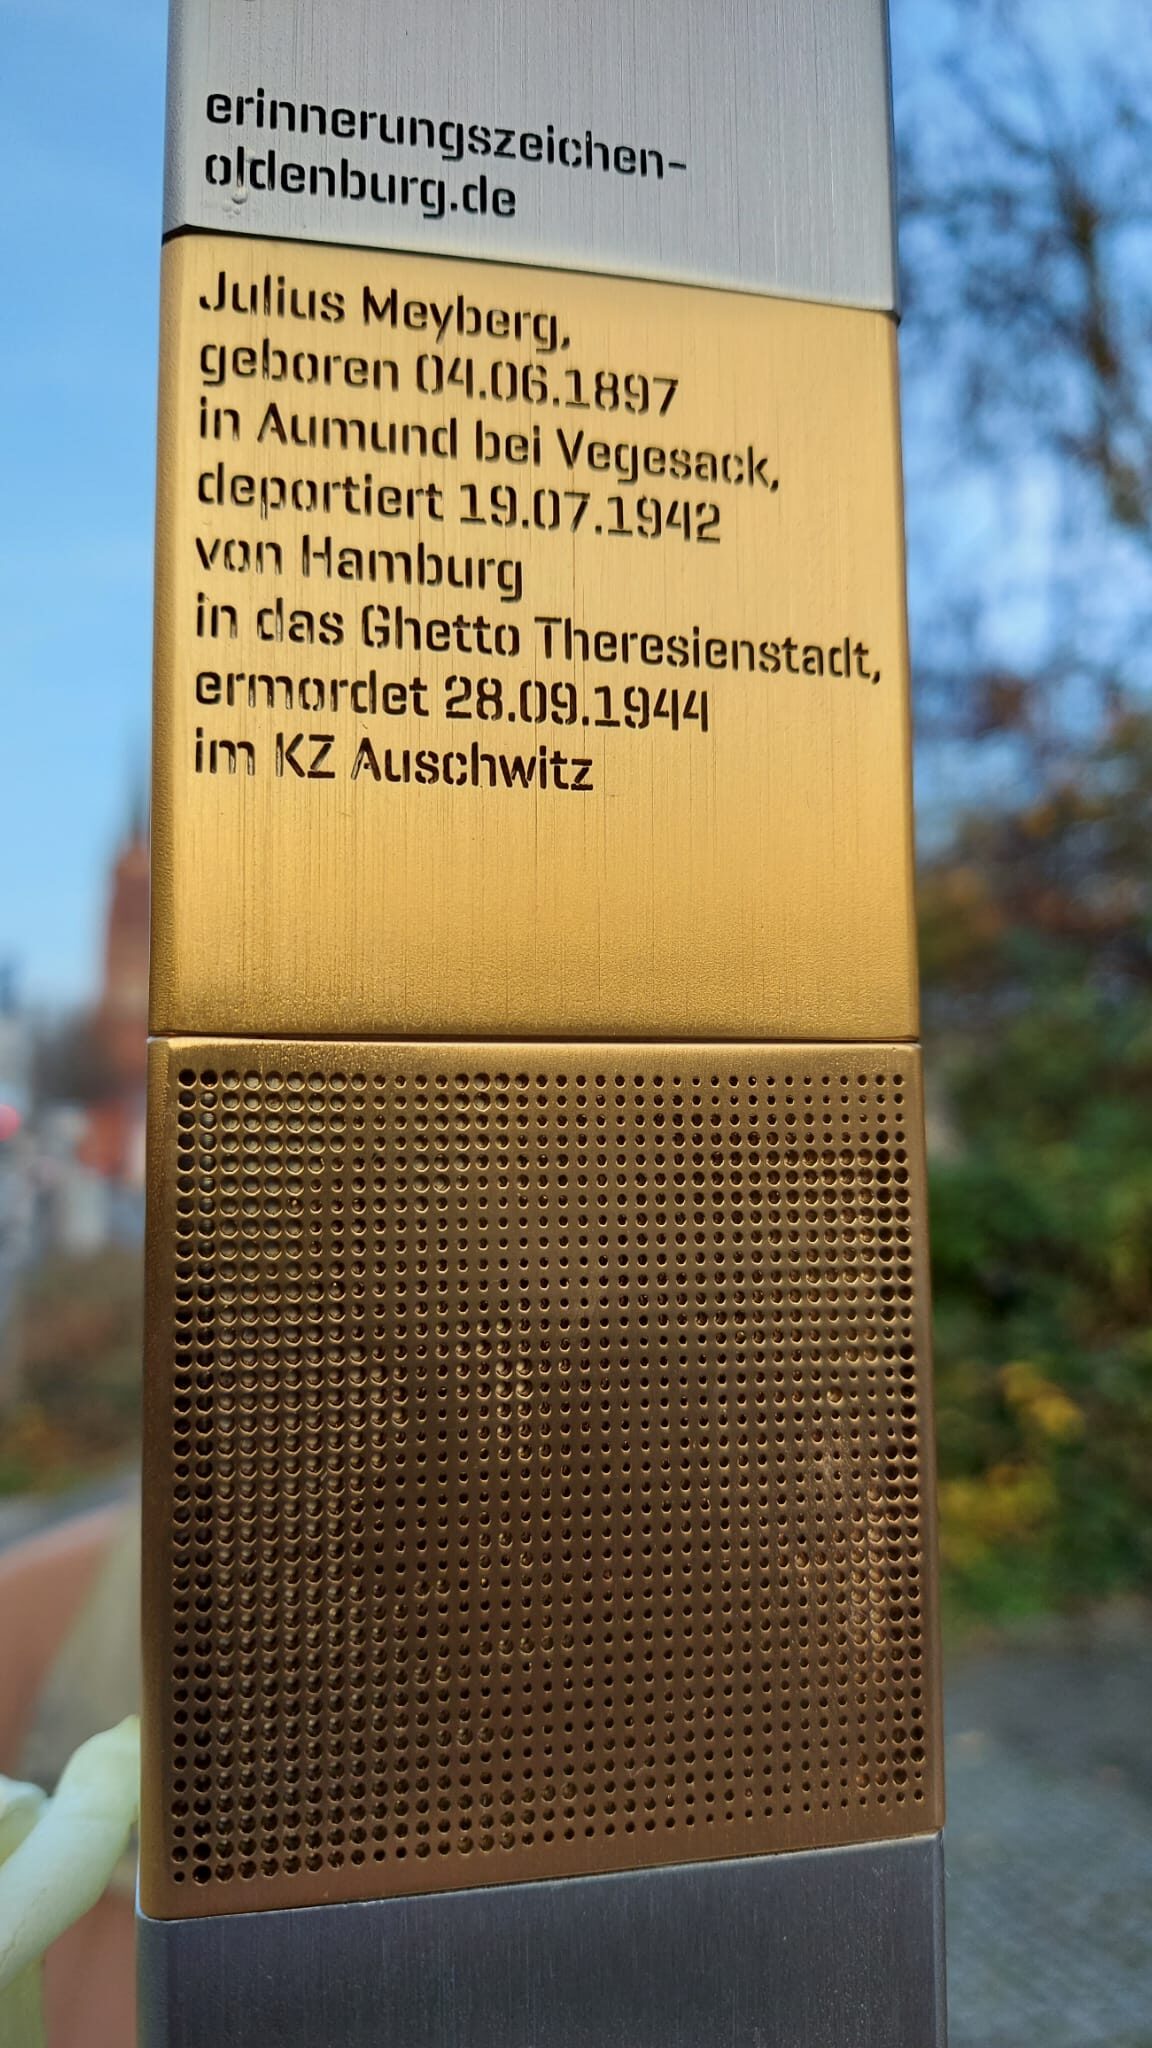 erinnerungszeichen-
oldenburg.de
Julius Meyberg,
geboren 04.06.1897
in Aumund bei Vegesack,
deportiert 19.07.1942
von Hamburg
in das Ghetto Theresienstadt,
ermordet 28.09.1944
im KZ Auschwitz